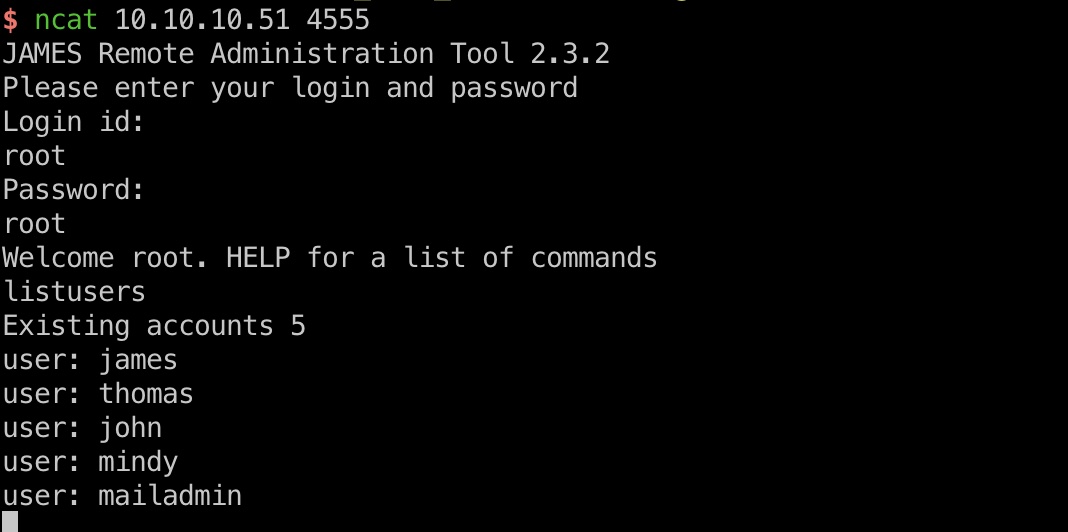 $ ncat 10.10.10.51 4555
JAMES Remote Administration Tool 2.3.2
Please enter your login and password
Login id:
root
Password:
root
Welcome root. HELP for a list of commands
listusers
Existing accounts 5
user: james
user: thomas
user: john
user: mindy
user: mailadmin